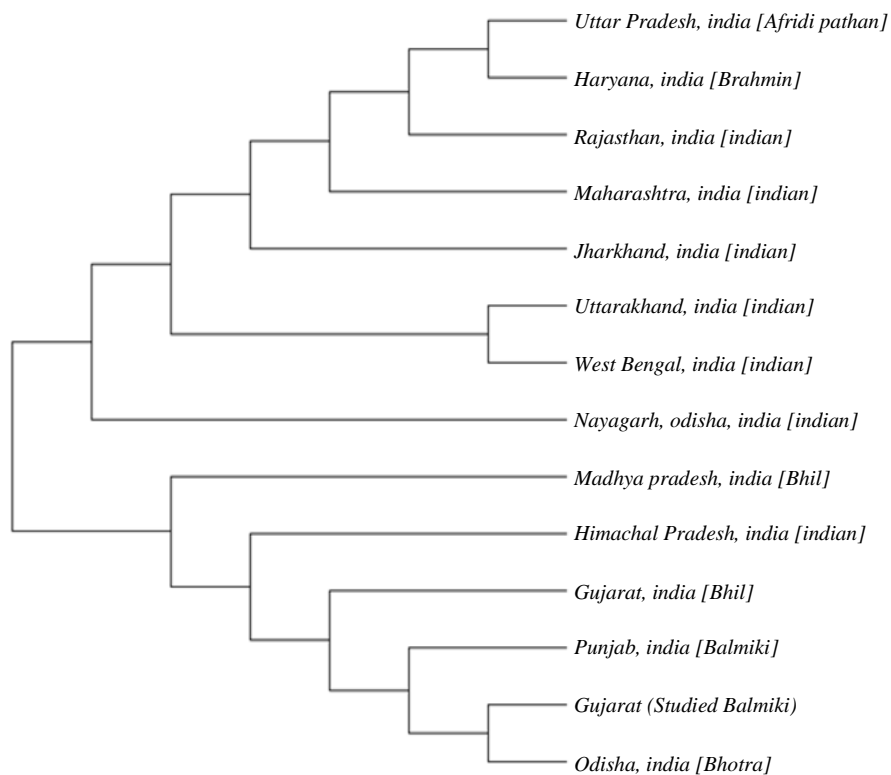 Uttar Pradesh, india [Afridi pathan]
Haryana, india [Brahmin]
Rajasthan, india [indian]
Maharashtra, india [indian]
Jharkhand, india [indian]
Uttarakhand, india [indian]
West Bengal, india [indian]
Nayagarh, odisha, india [indian]
Madhya pradesh, india [Bhil]
Himachal Pradesh, india [indian]
Gujarat, india [Bhil]
Punjab, india [Balmiki]
Gujarat (Studied Balmiki)
Odisha, india [Bhotra]